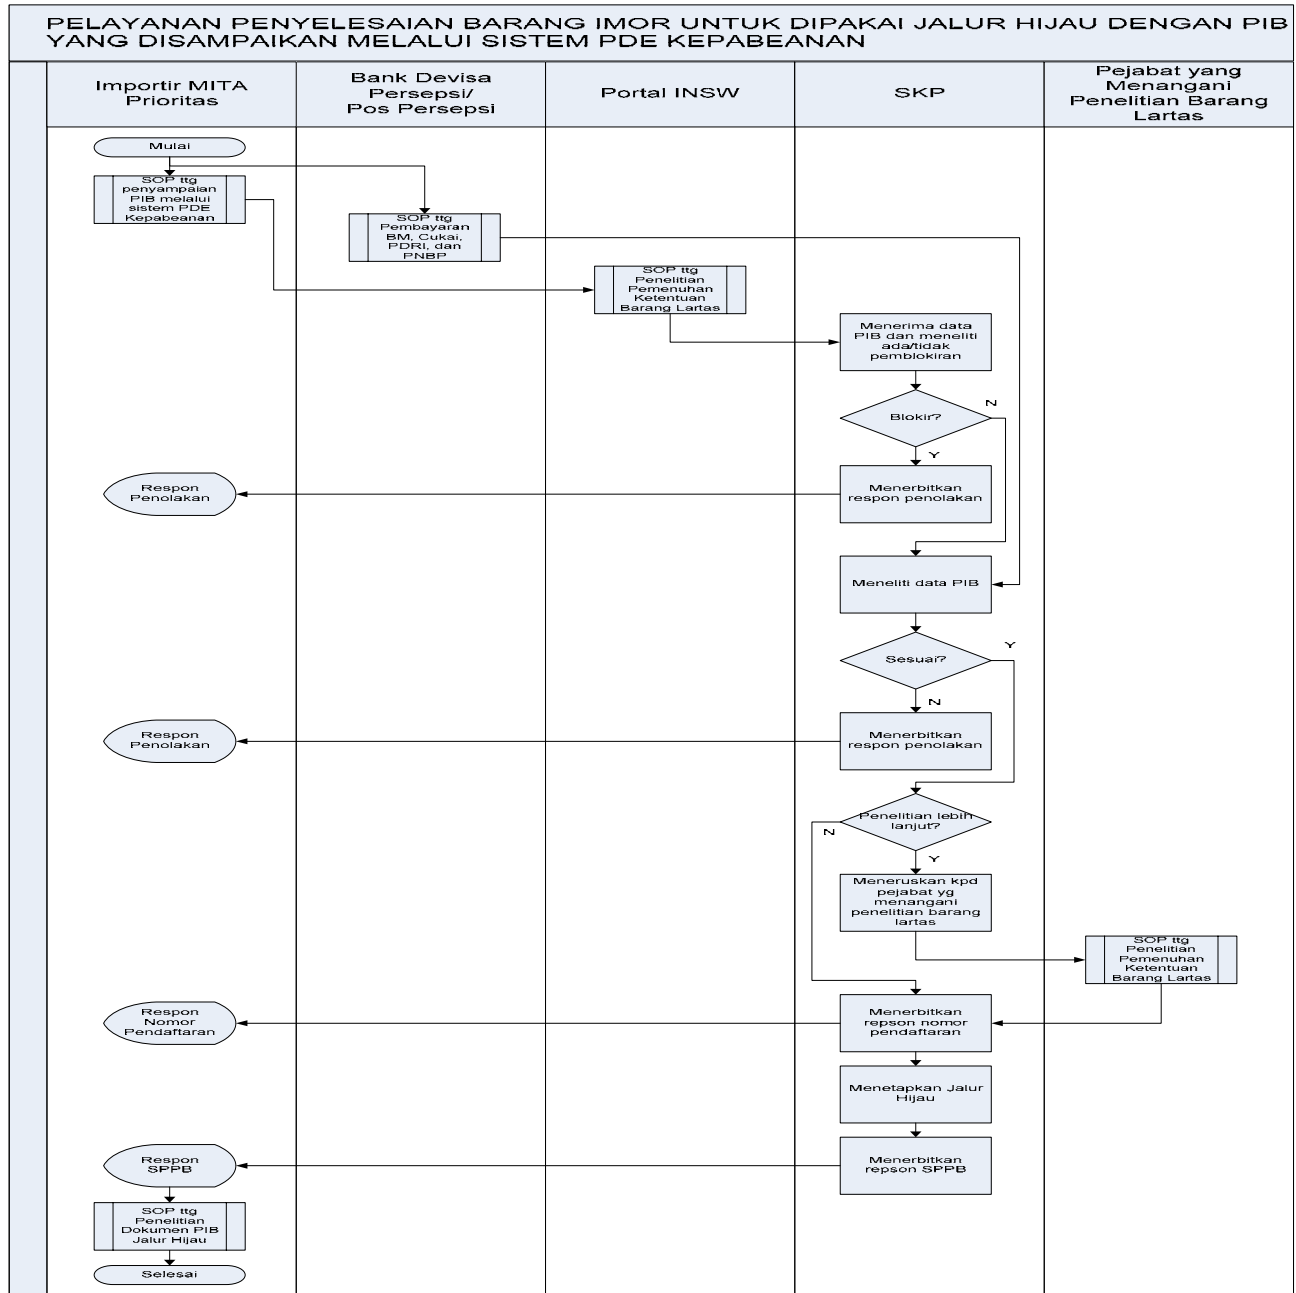 PELAYANAN PENYELESAIAN BARANG IMOR UNTUK DIPAKAI JALUR HIJAU DENGAN PIB
YANG DISAMPAIKAN MELALUI SISTEM PDE KEPABEANAN
Importir MITA
Prioritas
Bank Devisa
Persepsi/
Pos Persepsi
Portal INSW
SKP
Pejabat yang
Menangani
Penelitian Barang
Lartas
Mulai
SOP ttg
penyampaian
PIB melalui
sistem PDE
Kepabeanan
SOP ttg
Pembayaran
BM, Cukai,
PDRI, dan
PNBP
SOP ttg
Penelitian
Pemenuhan
Ketentuan
Barang Lartas
Menerima data
PIB dan meneliti
ada/tidak
pemblokiran
Blokir?
N
Y
Respon
Penolakan
Menerbitkan
respon penolakan
Meneliti data PIB
Sesuai?
Y
N
Respon
Penolakan
Menerbitkan
respon penolakan
Penelitian lebih
lanjut?
N
Y
Meneruskan kpd
pejabat yg
menangani
penelitian barang
lartas
SOP ttg
Penelitian
Pemenuhan
Ketentuan
Barang Lartas
Respon
Nomor
Pendaftaran
Menerbitkan
repson nomor
pendaftaran
Menetapkan Jalur
Hijau
Respon
SPPB
Menerbitkan
repson SPPB
SOP ttg
Penelitian
Dokumen PIB
Jalur Hijau
Selesai